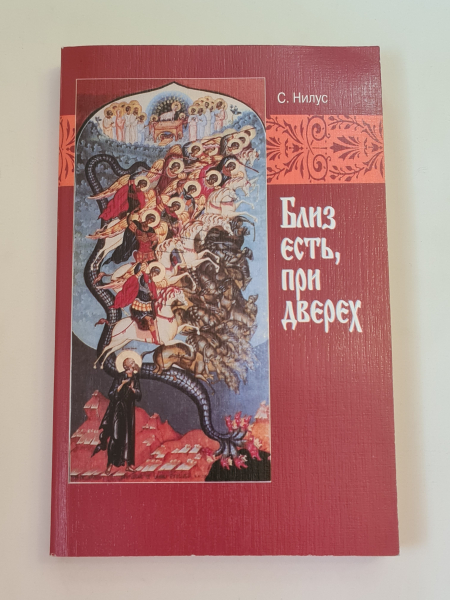 С. Нилус
Близ
есть,
при
дверех